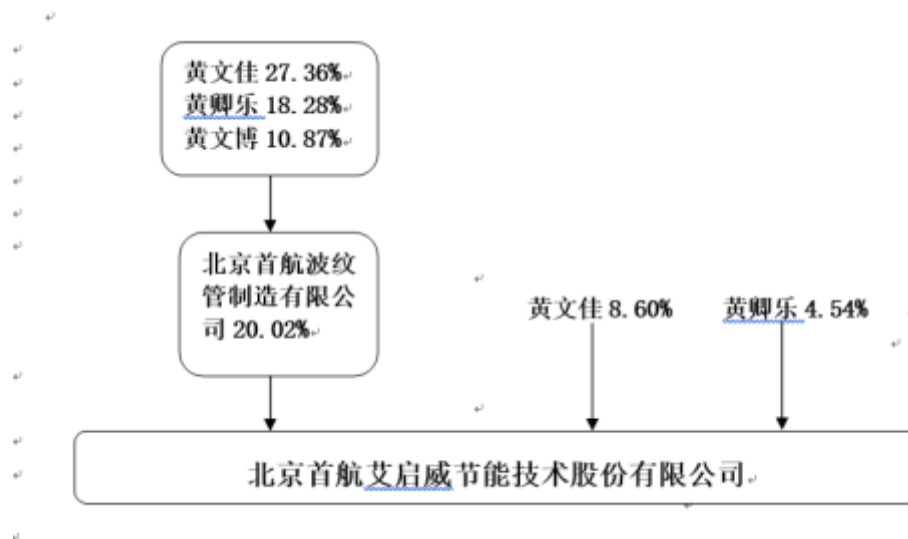 黄文佳 27.36%
黄卿乐 18.28%
黄文博 10.87%
北京首航波纹
管制造有限公
司 20.02%
黄文佳 8.60%
黄卿乐 4.54%
北京首航艾启威节能技术股份有限公司